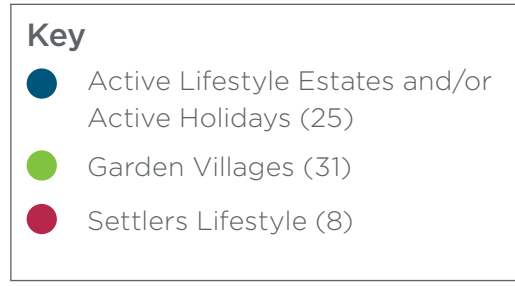 Key
Active Lifestyle Estates and/or
Active Holidays (25)
Garden Villages (31)
Settlers Lifestyle (8)